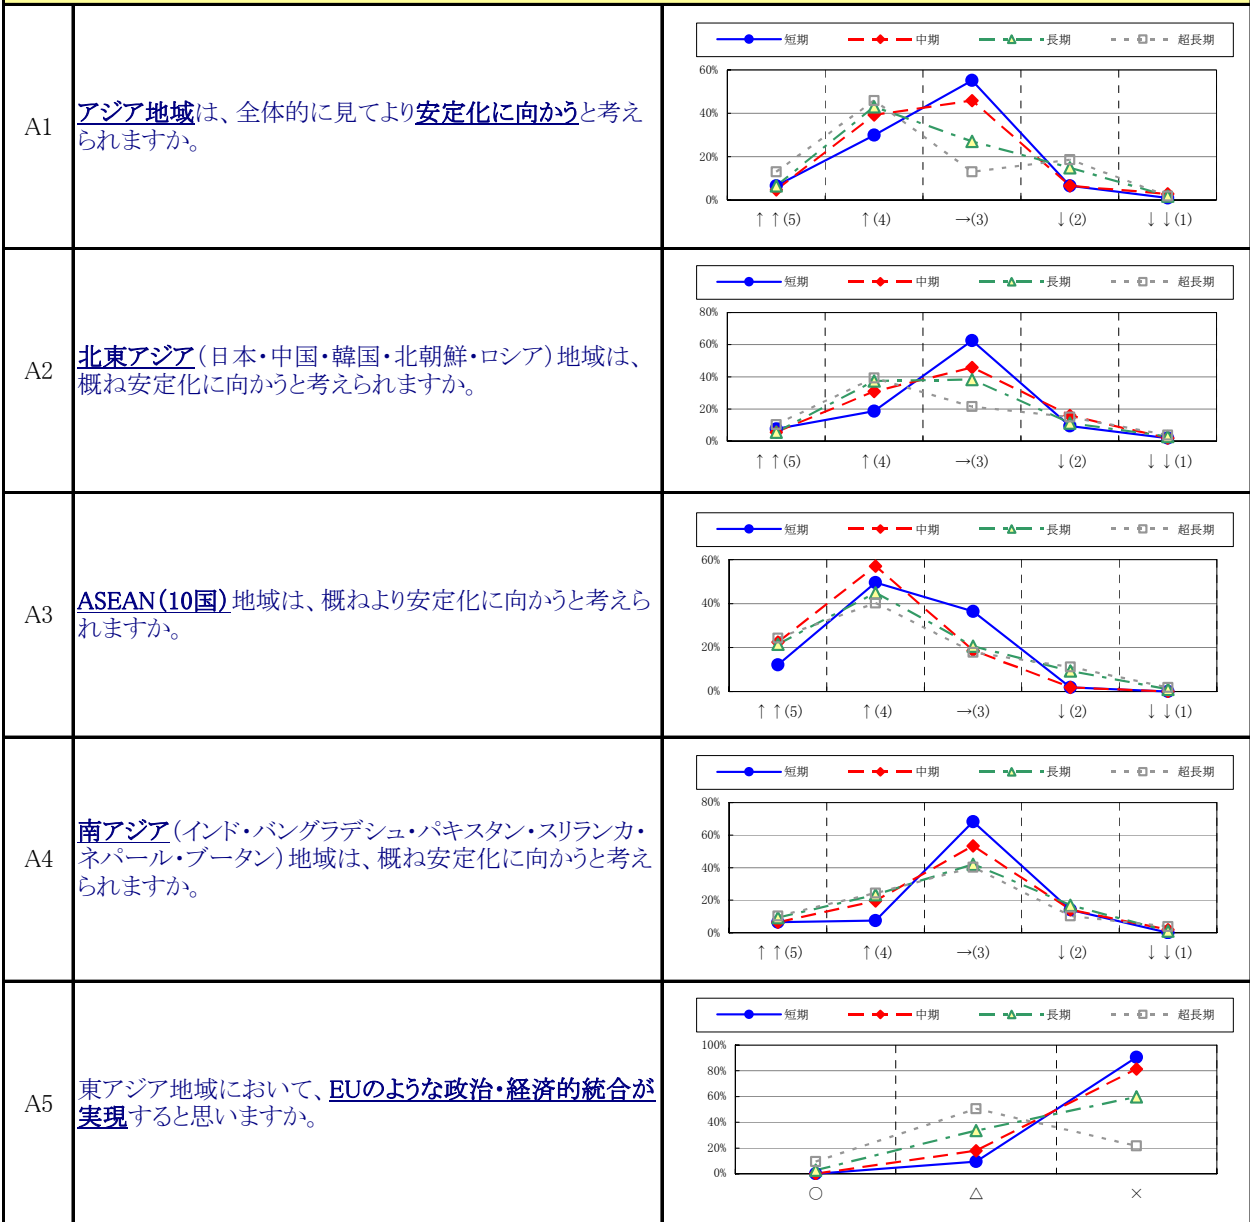 A1
アジア地域は、全体的に見てより安定化に向かうと考え
られますか。
短期 中期 長期 超長期
60%
40%
20%
0%
↑↑(5) ↑(4) →(3) ↓(2) ↓↓(1)
A2
北東アジア(日本・中国・韓国・北朝鮮・ロシア)地域は、
概ね安定化に向かうと考えられますか。
短期 中期 長期 超長期
80%
60%
40%
20%
0%
↑↑(5) ↑(4) →(3) ↓(2) ↓↓(1)
A3
ASEAN(10国)地域は、概ねより安定化に向かうと考えら
れますか。
短期 中期 長期 超長期
60%
40%
20%
0%
↑↑(5) ↑(4) →(3) ↓(2) ↓↓(1)
A4
南アジア(インド・バングラデシュ・パキスタン・スリランカ・
ネパール・ブータン)地域は、概ね安定化に向かうと考え
られますか。
短期 中期 長期 超長期
80%
60%
40%
20%
0%
↑↑(5) ↑(4) →(3) ↓(2) ↓↓(1)
A5
東アジア地域において、EUのような政治・経済的統合が
実現すると思いますか。
短期 中期 長期 超長期
100%
80%
60%
40%
20%
0%
○ △ ×